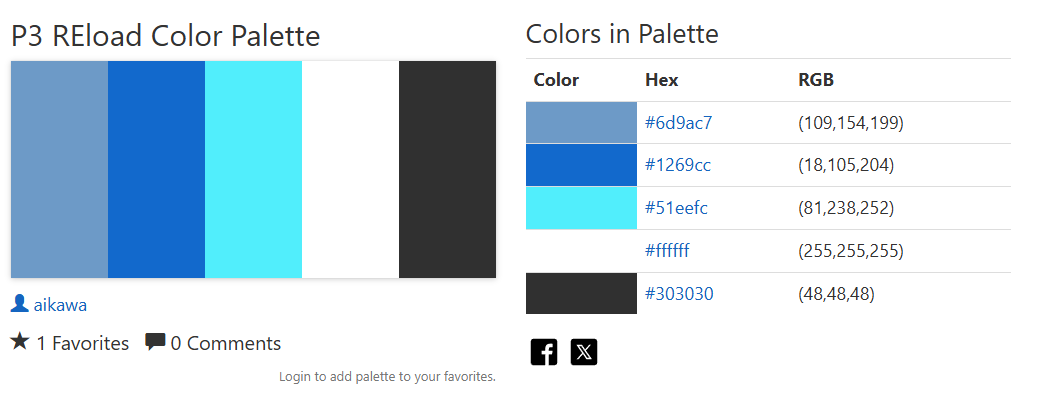 P3 REload Color Palette
aikawa
1 Favorites 0 Comments
Login to add palette to your favorites.
Colors in Palette
Color Hex RGB
#6d9ac7 (109,154,199)
#1269cc (18,105,204)
#51eefc (81,238,252)
#ffffff (255,255,255)
#303030 (48,48,48)